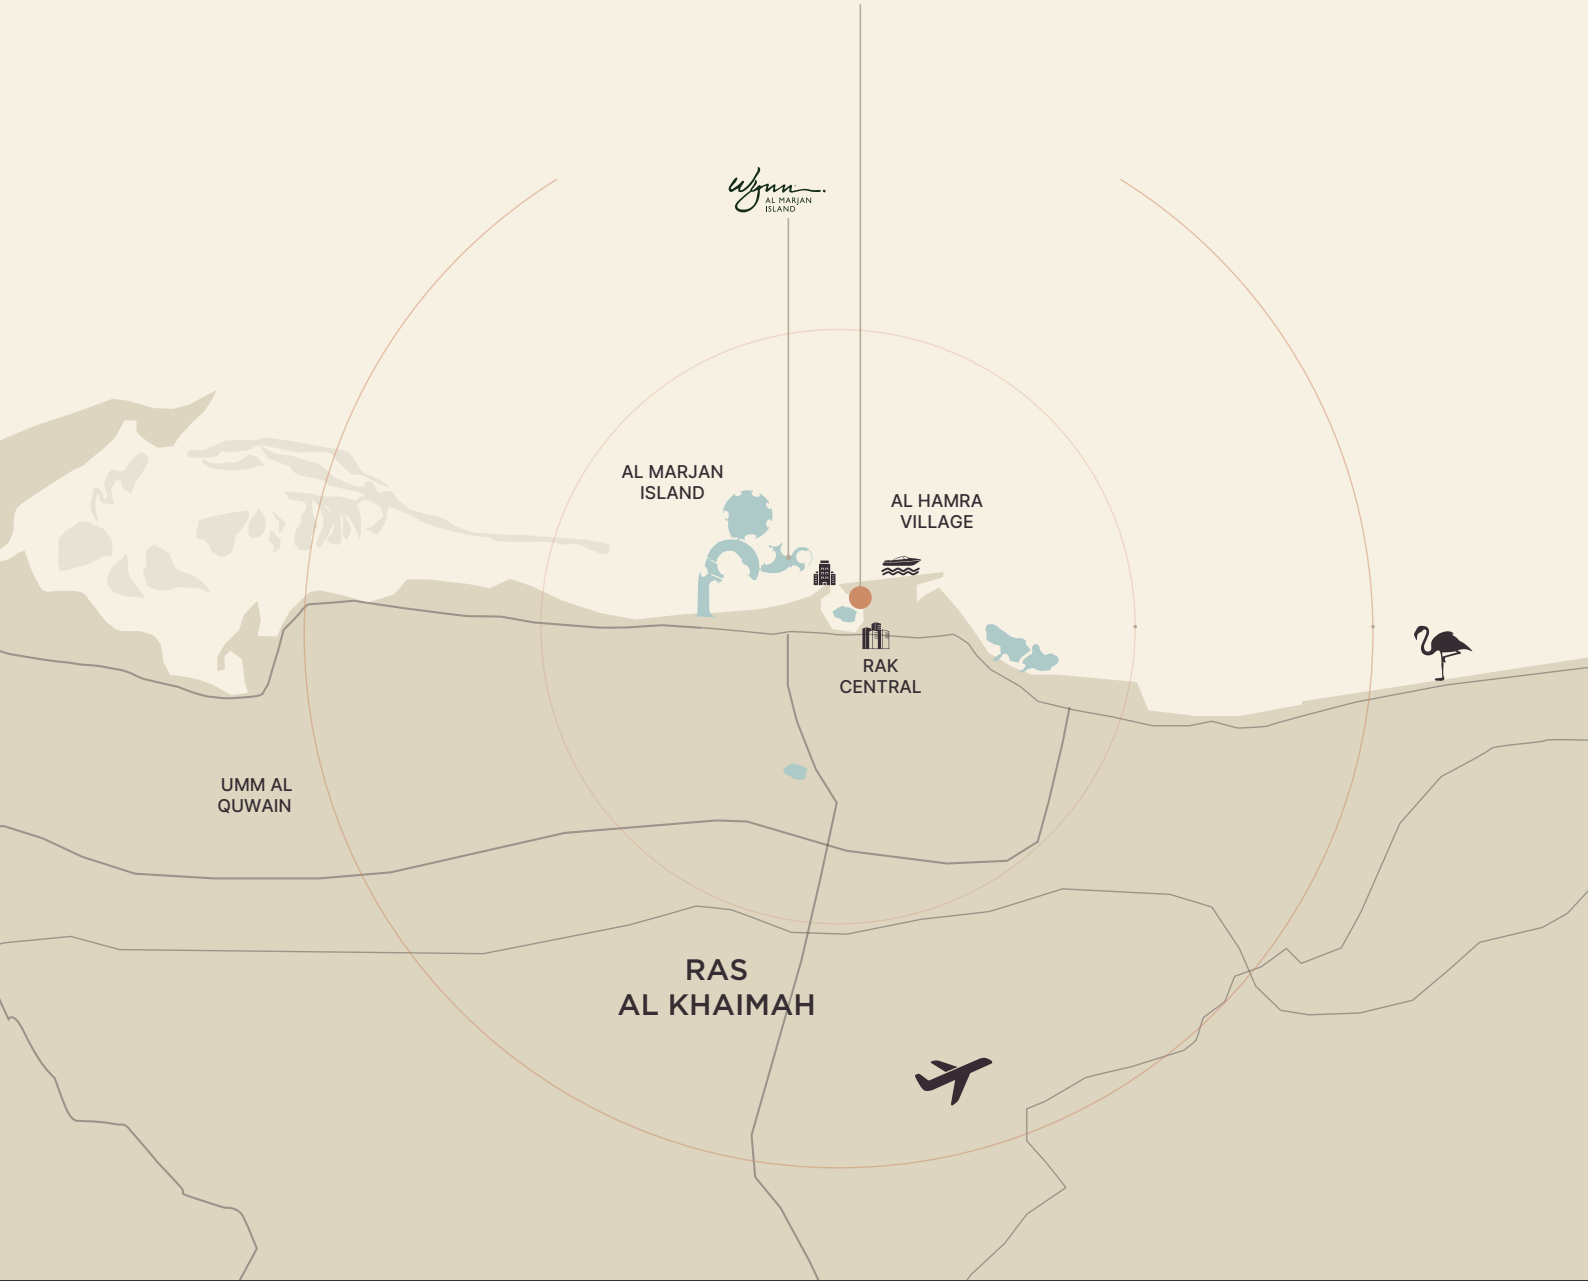 Wynn
AL MARJAN
ISLAND
AL MARJAN
ISLAND
AL HAMRA
VILLAGE
RAK
CENTRAL
UMM AL
QUWAIN
RAS
AL KHAIMAH